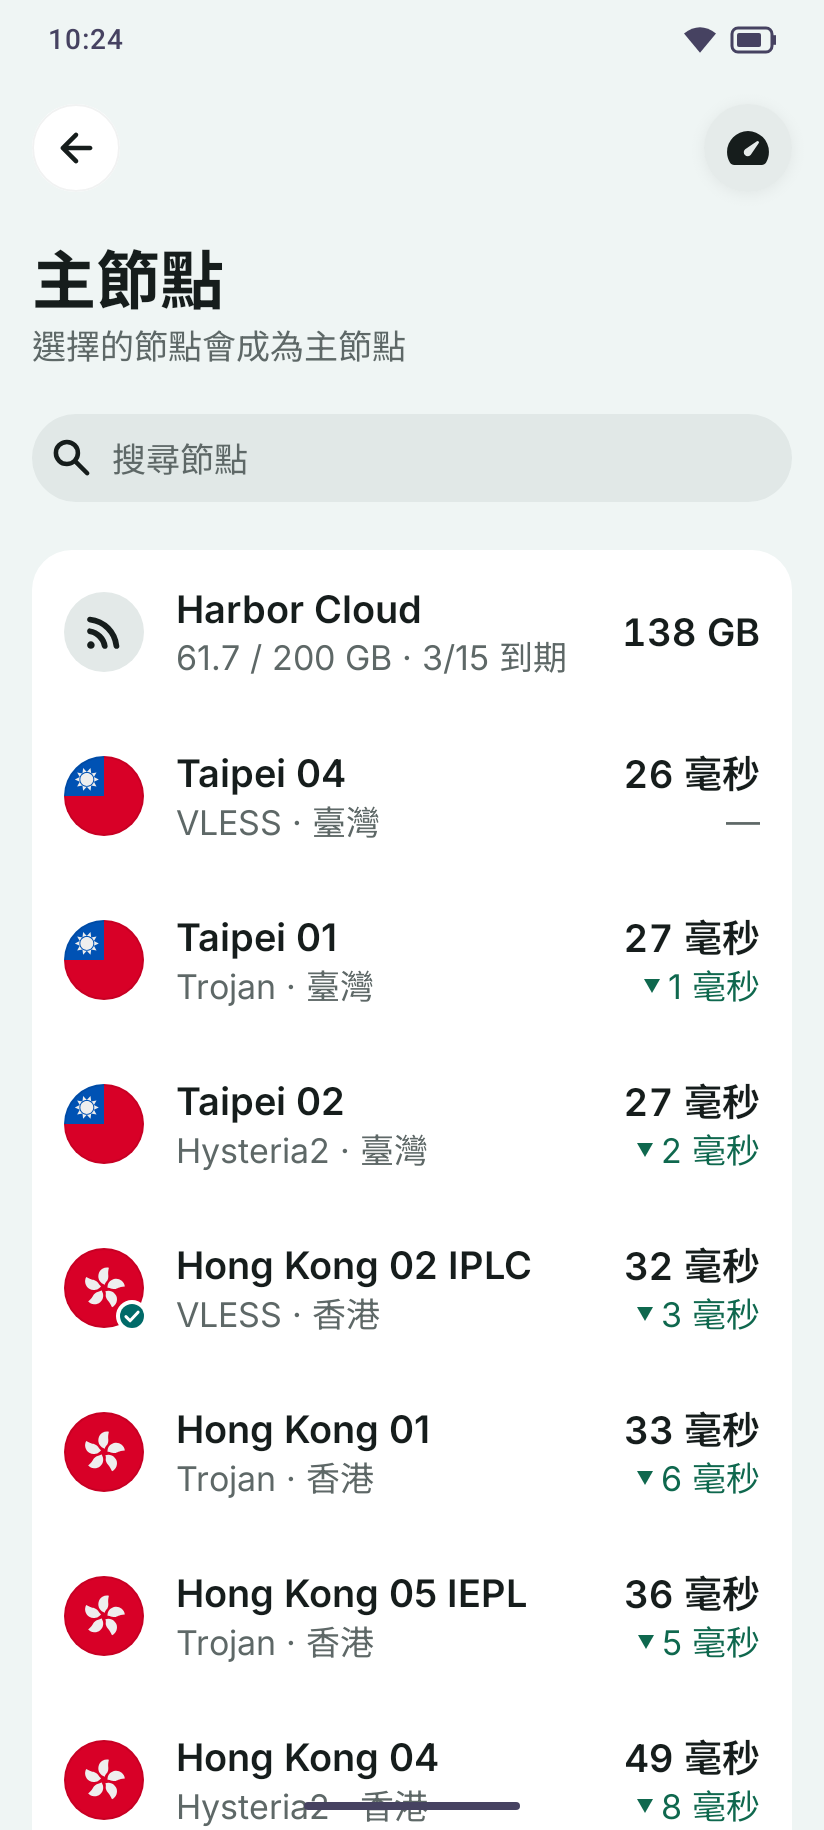 10:24
主節點
選擇的節點會成為主節點
搜尋節點
Harbor Cloud
138 GB
61.7 / 200 GB · 3/15 到期
Taipei 04
26 毫秒
VLESS · 臺灣
—
Taipei 01
27 毫秒
Trojan · 臺灣
▼1 毫秒
Taipei 02
27 毫秒
Hysteria2 · 臺灣
▼2 毫秒
Hong Kong 02 IPLC
32 毫秒
VLESS · 香港
▼3 毫秒
Hong Kong 01
33 毫秒
Trojan · 香港
▼6 毫秒
Hong Kong 05 IEPL
36 毫秒
Trojan · 香港
▼5 毫秒
Hong Kong 04
49 毫秒
Hysteria2 · 香港
▼8 毫秒